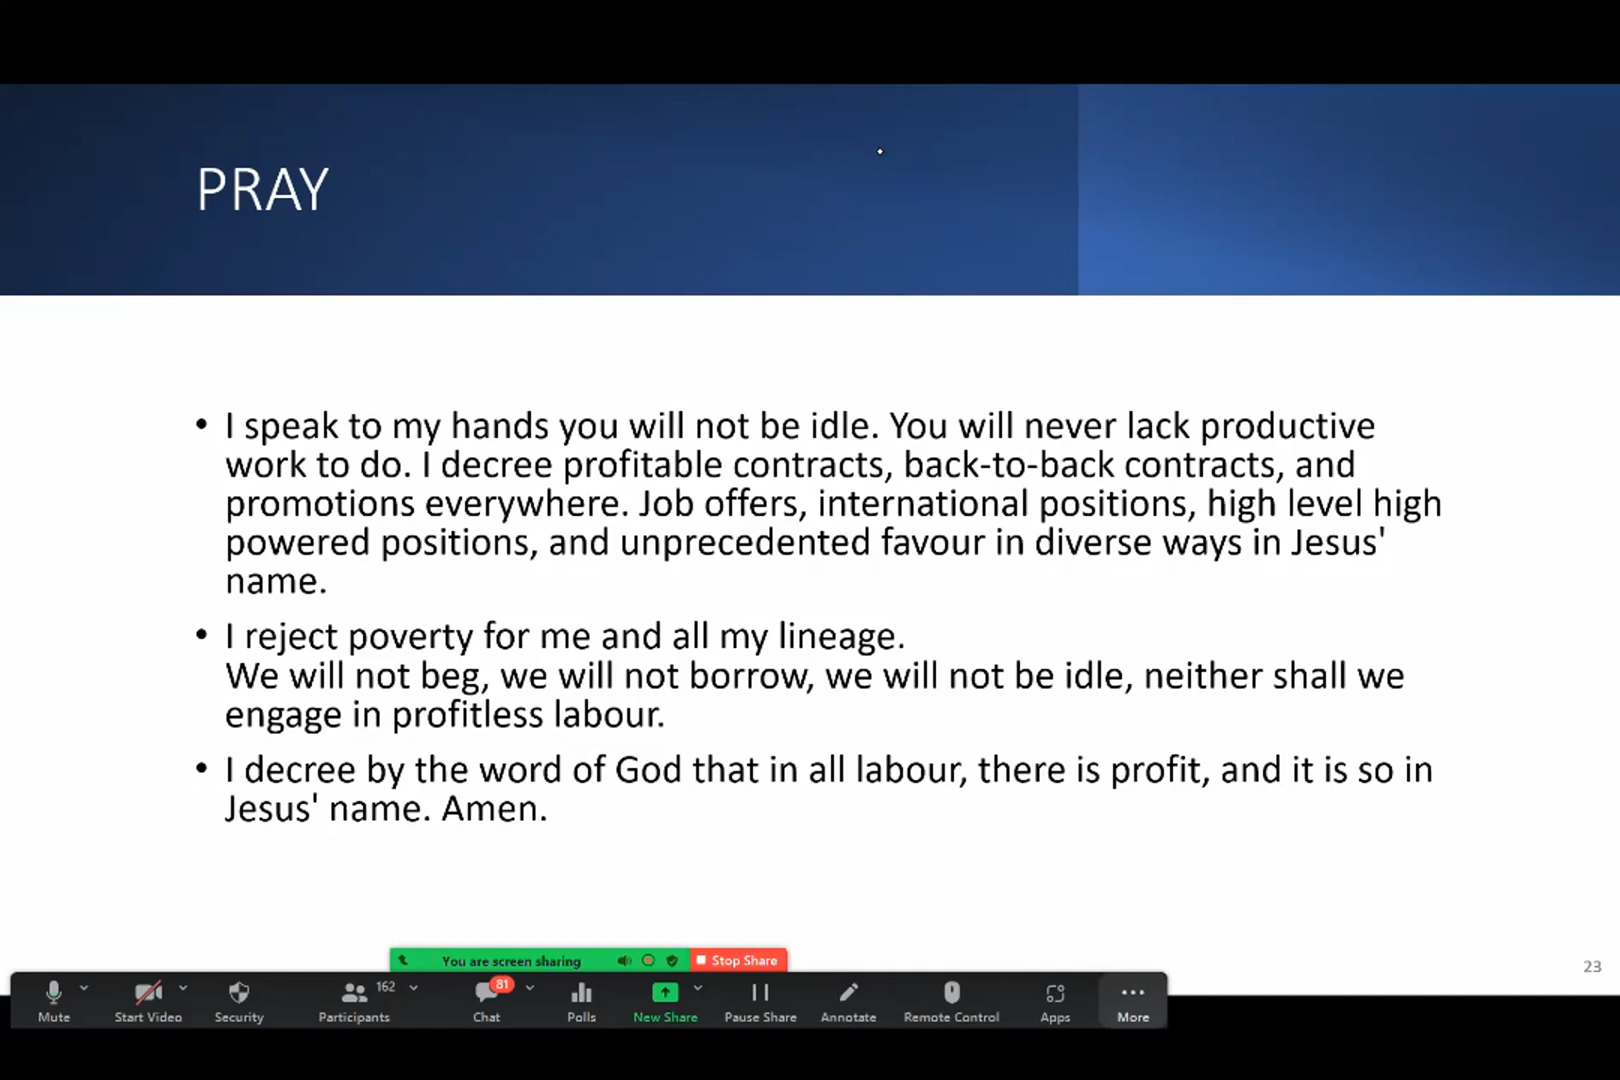 PRAY
• I speak to my hands you will not be idle. You will never lack productive
work to do. I decree profitable contracts, back-to-back contracts, and
promotions everywhere. Job offers, international positions, high level high
powered positions, and unprecedented favour in diverse ways in Jesus'
name.
• I reject poverty for me and all my lineage.
We will not beg, we will not borrow, we will not be idle, neither shall we
engage in profitless labour.
• I decree by the word of God that in all labour, there is profit, and it is so in
Jesus' name. Amen.
23
You are screen sharing Stop Share
162 81
Mute Start Video Security Participants Chat Polls New Share Pause Share Annotate Remote Control Apps More